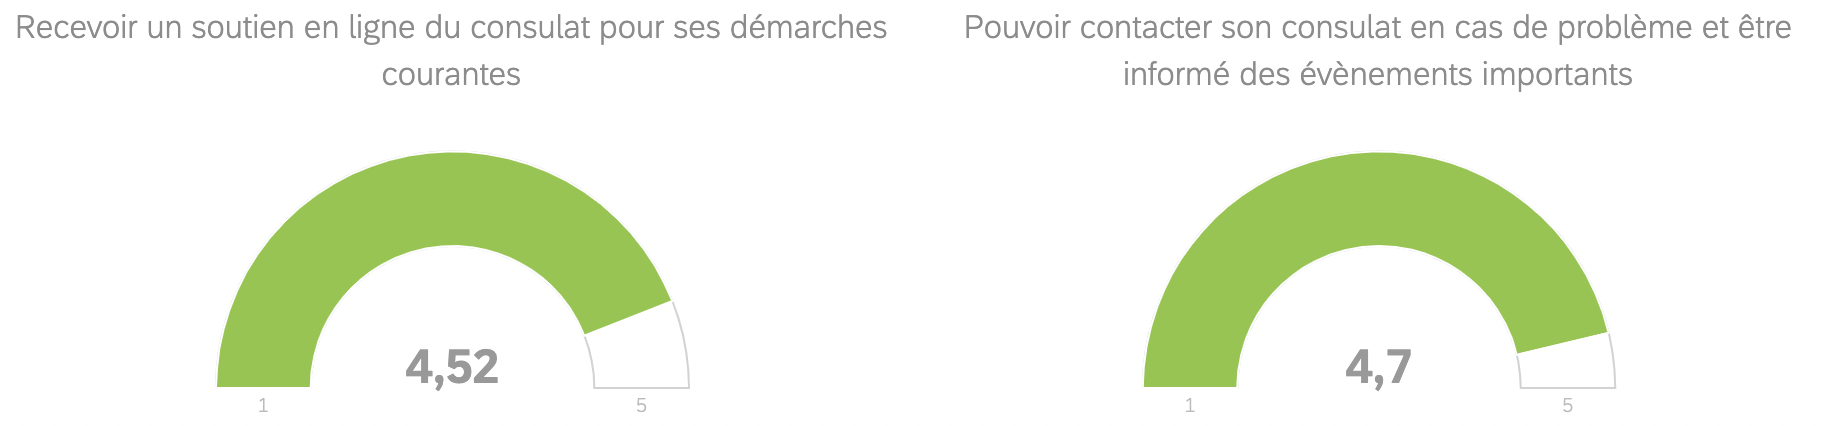 Recevoir un soutien en ligne du consulat pour ses démarches
courantes
4,52
1
5
Pouvoir contacter son consulat en cas de problème et être
informé des évènements importants
4,7
1
5